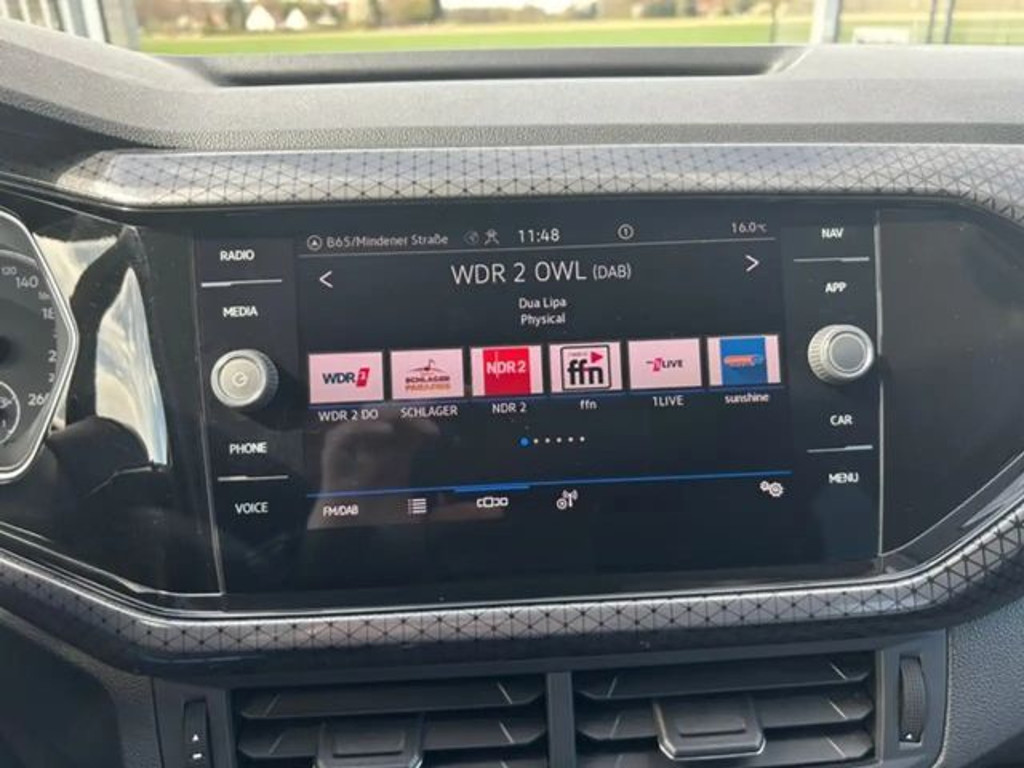 B65/Mindener Straße 11:48 16.0°C
WDR 2 OWL (DAB)
Dua Lipa
Physical
RADIO
MEDIA
PHONE
VOICE
NAV
APP
CAR
MENU
WDR 2
SCHLAGER
PARADIES
NDR 2
ffn
1LIVE
WDR 2 DO SCHLAGER NDR 2 ffn 1LIVE sunshine
FM/DAB
120
140